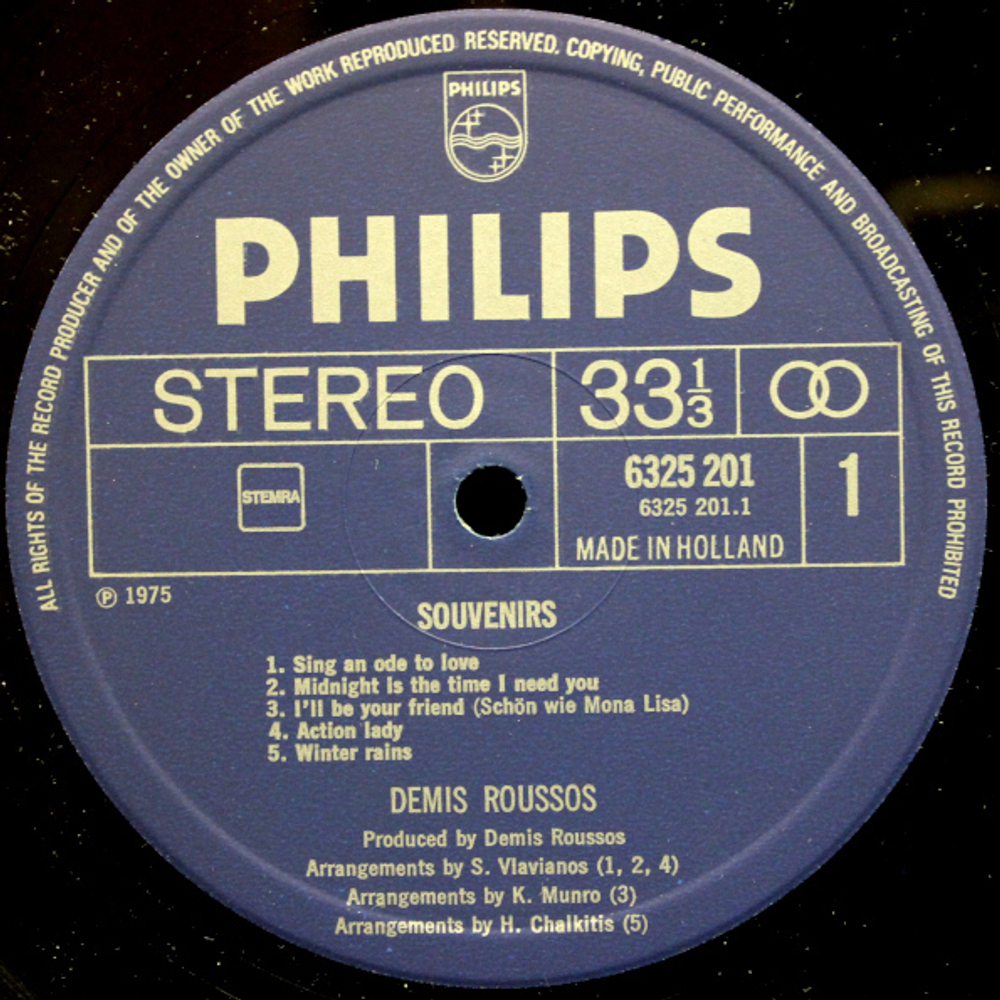 ALL RIGHTS OF THE RECORD PRODUCER AND OF THE OWNER OF THE WORK REPRODUCED RESERVED. COPYING, PUBLIC PERFORMANCE AND BROADCASTING OF THIS RECORD PROHIBITED
PHILIPS
PHILIPS
STEREO 33 1/3
STEMRA
6325 201
6325 201.1
MADE IN HOLLAND
1
℗ 1975
SOUVENIRS
1. Sing an ode to love
2. Midnight is the time I need you
3. I'll be your friend (Schön wie Mona Lisa)
4. Action lady
5. Winter rains
DEMIS ROUSSOS
Produced by Demis Roussos
Arrangements by S. Vlavianos (1, 2, 4)
Arrangements by K. Munro (3)
Arrangements by H. Chalkitis (5)